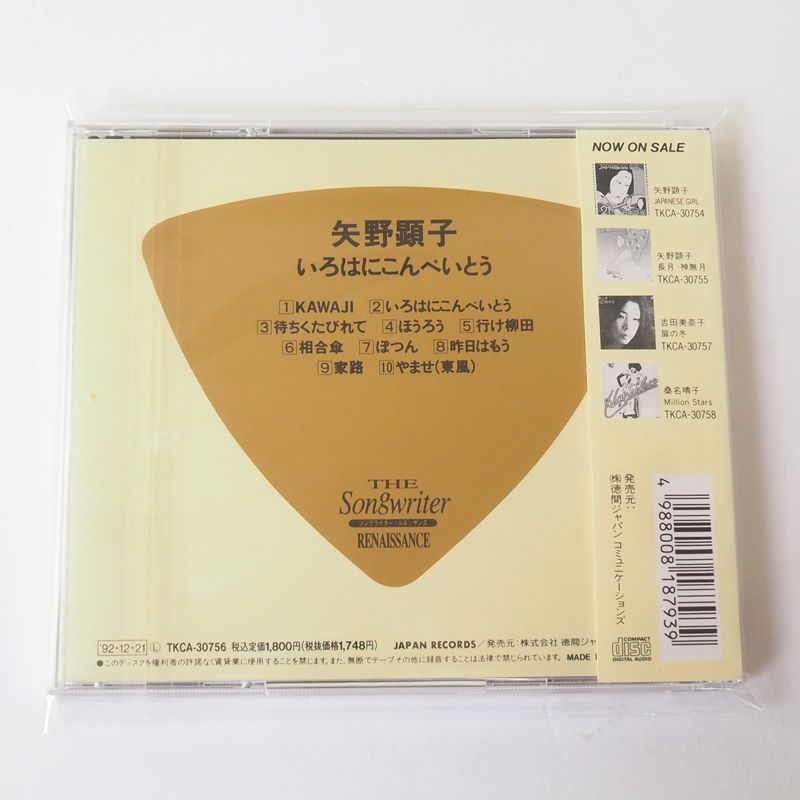 矢野顕子
いろはにこんぺいとう
1 KAWAJI 2 いろはにこんぺいとう
3 待ちくたびれて 4 ほうろう 5 行け柳田
6 相合傘 7 ぽつん 8 昨日はもう
9 家路 10 やませ(東風)
THE
Songwriter
ソングライター・ルネッサンス
RENAISSANCE
'92・12・21 Ⓛ TKCA-30756 税込定価1,800円(税抜価格1,748円) JAPAN RECORDS/発売元:株式会社 徳間ジャ
●このディスクを権利者の許諾なく賃貸業に使用することを禁じます。また、無断でテープその他に録音することは法律で禁じられています。 MADE
NOW ON SALE
矢野顕子
JAPANESE GIRL
TKCA-30754
矢野顕子
長月 神無月
TKCA-30755
吉田美奈子
扉の冬
TKCA-30757
桑名晴子
Million Stars
TKCA-30758
発売元:
㈱徳間ジャパン コミュニケーションズ
4 988008 187939
COMPACT
disc
DIGITAL AUDIO